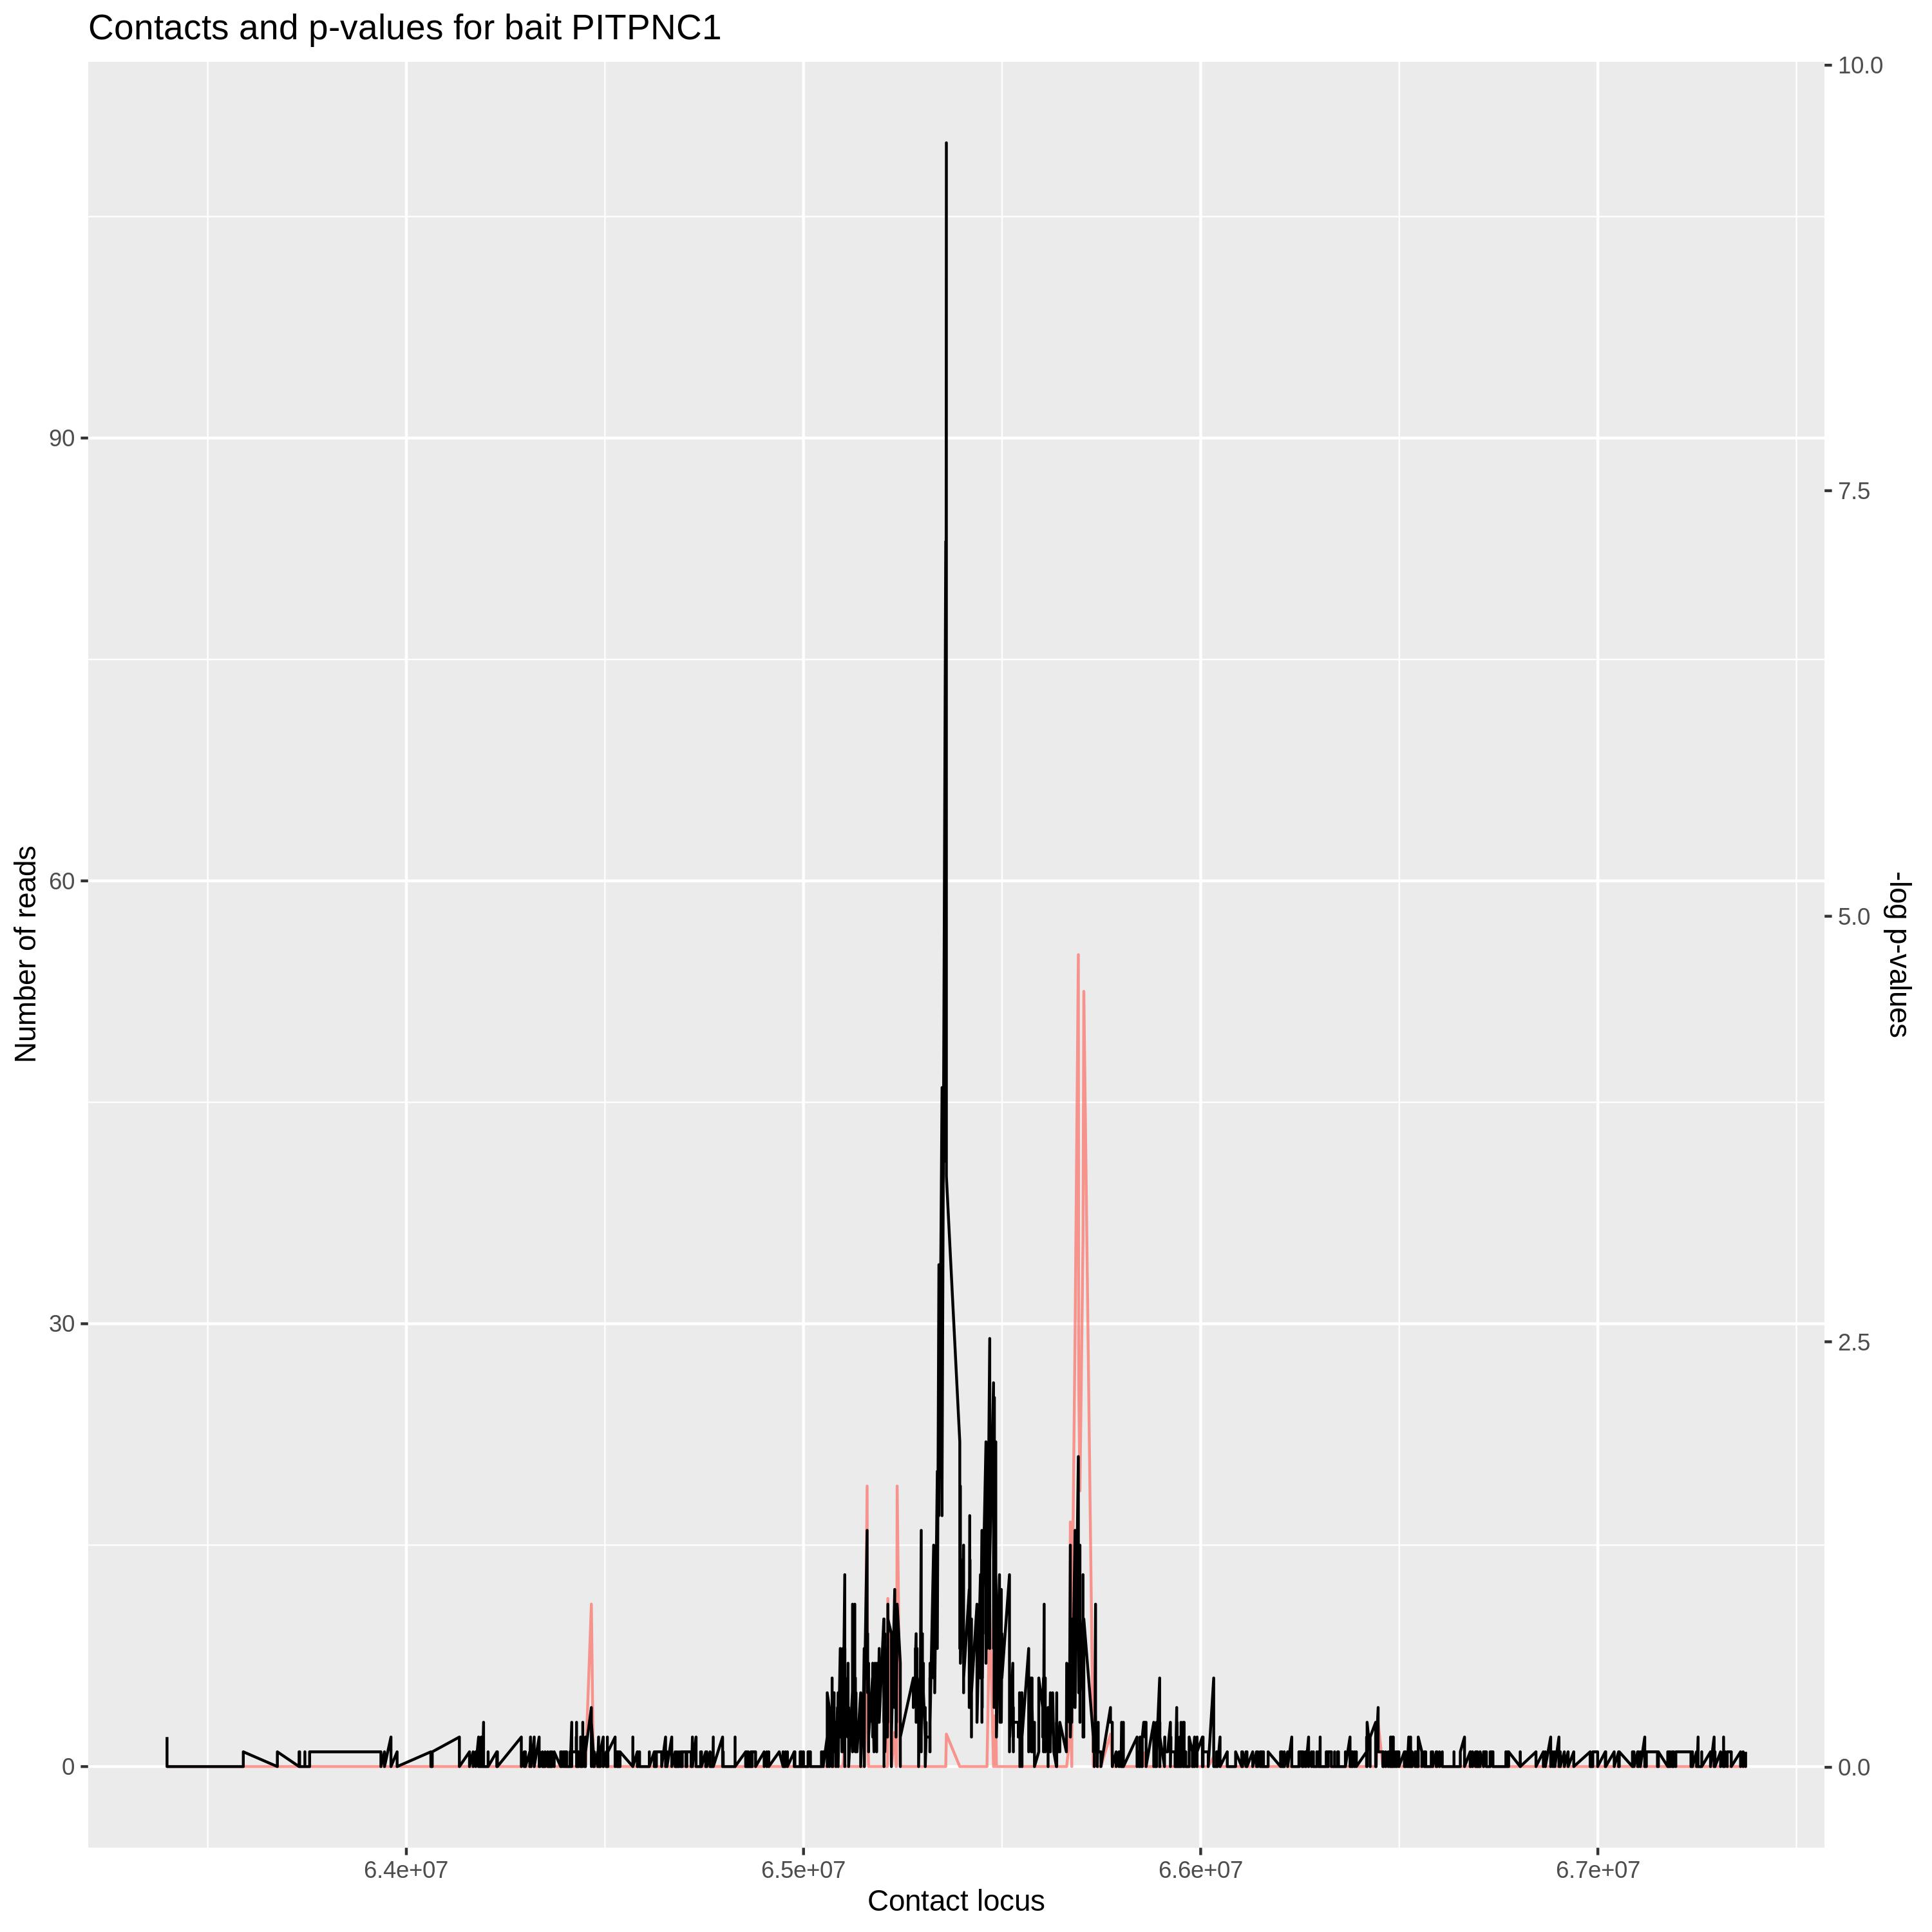 Contacts and p-values for bait PITPNC1
10.0
90
7.5
60
5.0
Number of reads
-log p-values
30
2.5
0
0.0
6.4e+07 6.5e+07 6.6e+07 6.7e+07
Contact locus